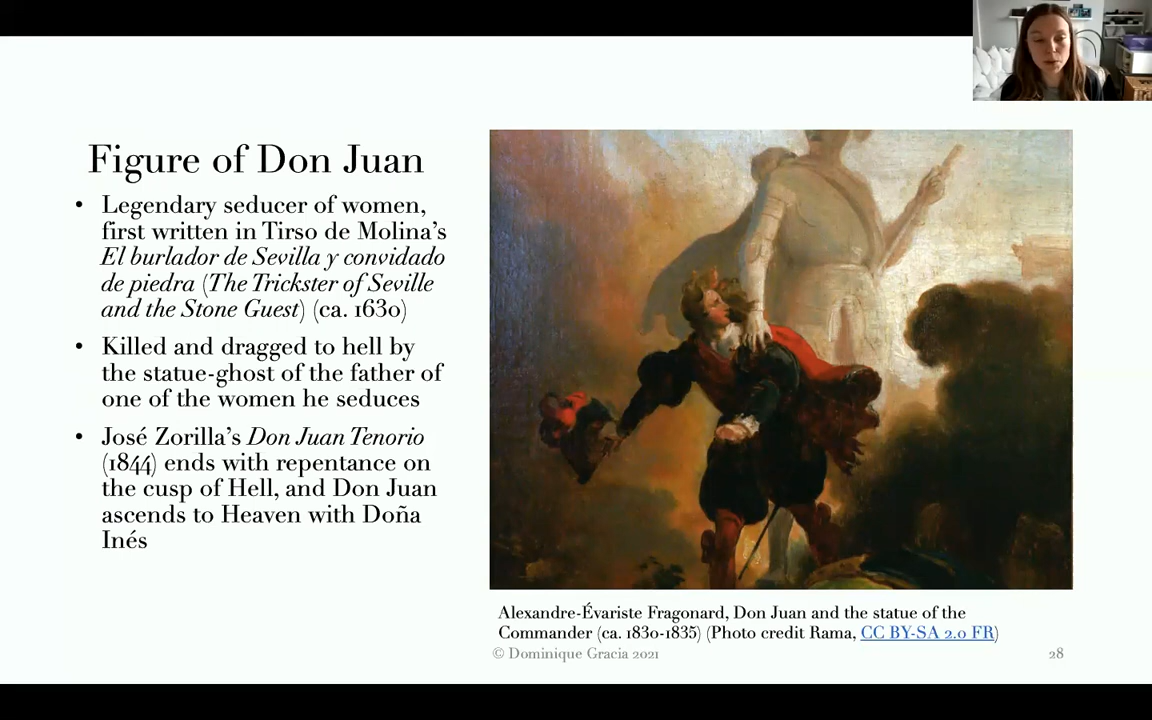 Figure of Don Juan
• Legendary seducer of women,
first written in Tirso de Molina's
El burlador de Sevilla y convidado
de piedra (The Trickster of Seville
and the Stone Guest) (ca. 1630)
• Killed and dragged to hell by
the statue-ghost of the father of
one of the women he seduces
• José Zorilla's Don Juan Tenorio
(1844) ends with repentance on
the cusp of Hell, and Don Juan
ascends to Heaven with Doña
Inés
Alexandre-Évariste Fragonard, Don Juan and the statue of the
Commander (ca. 1830-1835) (Photo credit Rama, CC BY-SA 2.0 FR)
© Dominique Gracia 2021
28